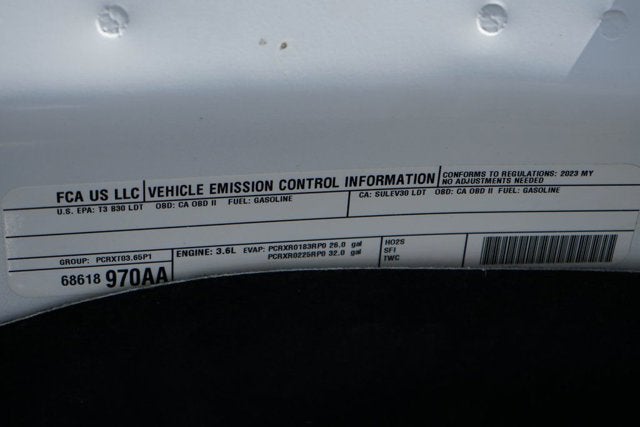 FCA US LLC VEHICLE EMISSION CONTROL INFORMATION
CONFORMS TO REGULATIONS: 2023 MY
NO ADJUSTMENTS NEEDED
U.S. EPA: T3 B30 LDT OBD: CA OBD II FUEL: GASOLINE
CA: SULEV30 LDT OBD: CA OBD II FUEL: GASOLINE
GROUP: PCRXT03.65P1
ENGINE: 3.6L EVAP: PCRXR0183RP0 26.0 gal
PCRXR0225RP0 32.0 gal
HO2S
SFI
TWC
68618 970AA